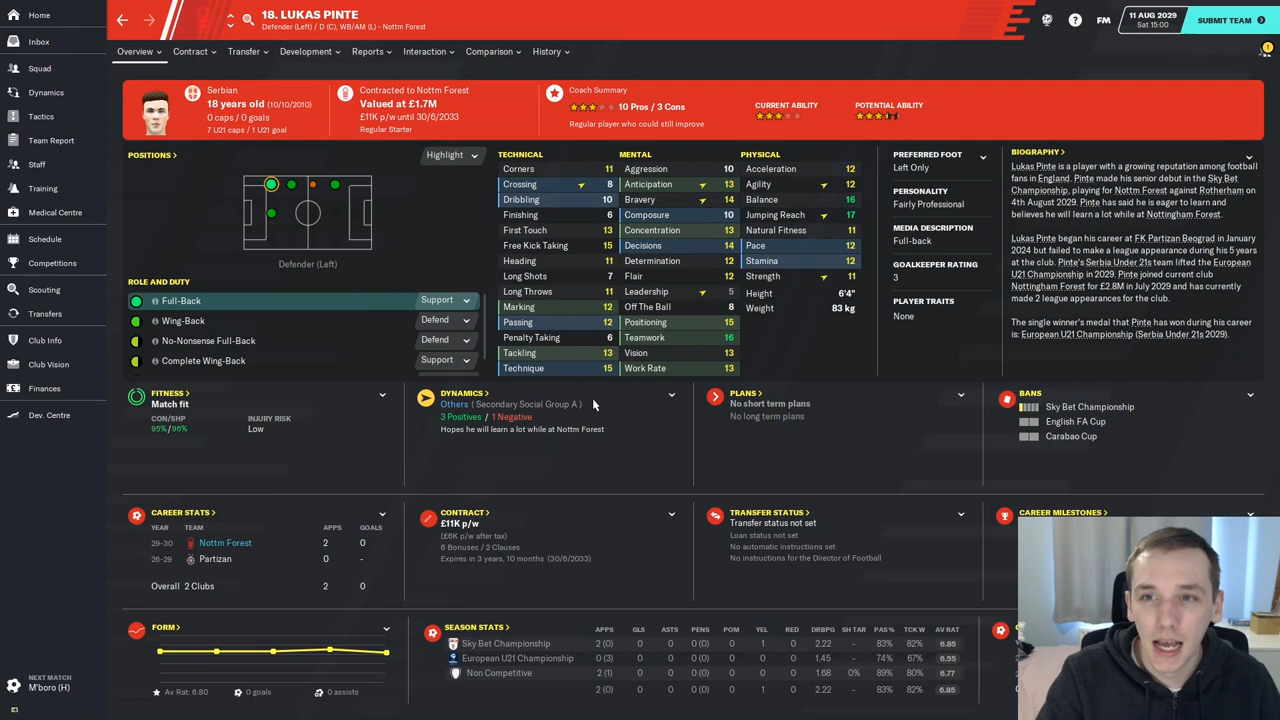 Home
Inbox
Squad
Dynamics
Tactics
Team Report
Staff
Training
Medical Centre
Schedule
Competitions
Scouting
Transfers
Club Info
Club Vision
Finances
Dev. Centre
NEXT MATCH
M'boro (H)
18. LUKAS PINTE
Defender (Left) / D (C), WB/AM (L) - Nottm Forest
FM
11 AUG 2029
Sat 15:00
SUBMIT TEAM
Overview
Contract
Transfer
Development
Reports
Interaction
Comparison
History
Serbian
18 years old (10/10/2010)
0 caps / 0 goals
7 U21 caps / 1 U21 goal
Contracted to Nottm Forest
Valued at £1.7M
£11K p/w until 30/6/2033
Regular Starter
Coach Summary
10 Pros / 3 Cons
Regular player who could still improve
CURRENT ABILITY
POTENTIAL ABILITY
POSITIONS
Highlight
Defender (Left)
ROLE AND DUTY
Full-Back Support
Wing-Back Defend
No-Nonsense Full-Back Defend
Complete Wing-Back Support
TECHNICAL
Corners 11
Crossing 8
Dribbling 10
Finishing 6
First Touch 13
Free Kick Taking 15
Heading 11
Long Shots 7
Long Throws 11
Marking 12
Passing 12
Penalty Taking 6
Tackling 13
Technique 15
MENTAL
Aggression 10
Anticipation 13
Bravery 14
Composure 10
Concentration 13
Decisions 14
Determination 12
Flair 12
Leadership 5
Off The Ball 8
Positioning 15
Teamwork 16
Vision 13
Work Rate 13
PHYSICAL
Acceleration 12
Agility 12
Balance 16
Jumping Reach 17
Natural Fitness 11
Pace 12
Stamina 12
Strength 11
Height 6'4"
Weight 83 kg
PREFERRED FOOT
Left Only
PERSONALITY
Fairly Professional
MEDIA DESCRIPTION
Full-back
GOALKEEPER RATING
3
PLAYER TRAITS
None
BIOGRAPHY
Lukas Pinte is a player with a growing reputation among football
fans in England. Pinte made his senior debut in the Sky Bet
Championship, playing for Nottm Forest against Rotherham on
4th August 2029. Pinte has said he is eager to learn and
believes he will learn a lot while at Nottingham Forest.
Lukas Pinte began his career at FK Partizan Beograd in January
2024 but failed to make a league appearance during his 5 years
at the club. Pinte's Serbia Under 21s team lifted the European
U21 Championship in 2029. Pinte joined current club
Nottingham Forest for £2.8M in July 2029 and has currently
made 2 league appearances for the club.
The single winner's medal that Pinte has won during his career
is: European U21 Championship (Serbia Under 21s 2029).
FITNESS
Match fit
CON/SHP
95%/96%
INJURY RISK
Low
DYNAMICS
Others ( Secondary Social Group A )
3 Positives / 1 Negative
Hopes he will learn a lot while at Nottm Forest
PLANS
No short term plans
No long term plans
BANS
Sky Bet Championship
English FA Cup
Carabao Cup
CAREER STATS
YEAR TEAM APPS GOALS
29-30 Nottm Forest 2 0
26-29 Partizan 0 -
Overall 2 Clubs 2 0
CONTRACT
£11K p/w
(£6K p/w after tax)
6 Bonuses / 2 Clauses
Expires in 3 years, 10 months (30/6/2033)
TRANSFER STATUS
Transfer status not set
Loan status not set
No automatic instructions set
No instructions for the Director of Football
CAREER MILESTONES
FORM
Av Rat: 6.80
0 goals
0 assists
SEASON STATS APPS GLS ASTS PENS POM YEL RED DRBPG SH TAR PAS % TCK W AV RAT
Sky Bet Championship 2 (0) 0 0 0 (0) 0 1 0 2.22 - 83% 82% 6.85
European U21 Championship 0 (3) 0 0 0 (0) 0 0 0 1.45 - 74% 67% 6.55
Non Competitive 2 (1) 0 0 0 (0) 0 0 0 1.68 0% 89% 80% 6.77
2 (0) 0 0 0 (0) 0 1 0 2.22 - 83% 82% 6.85